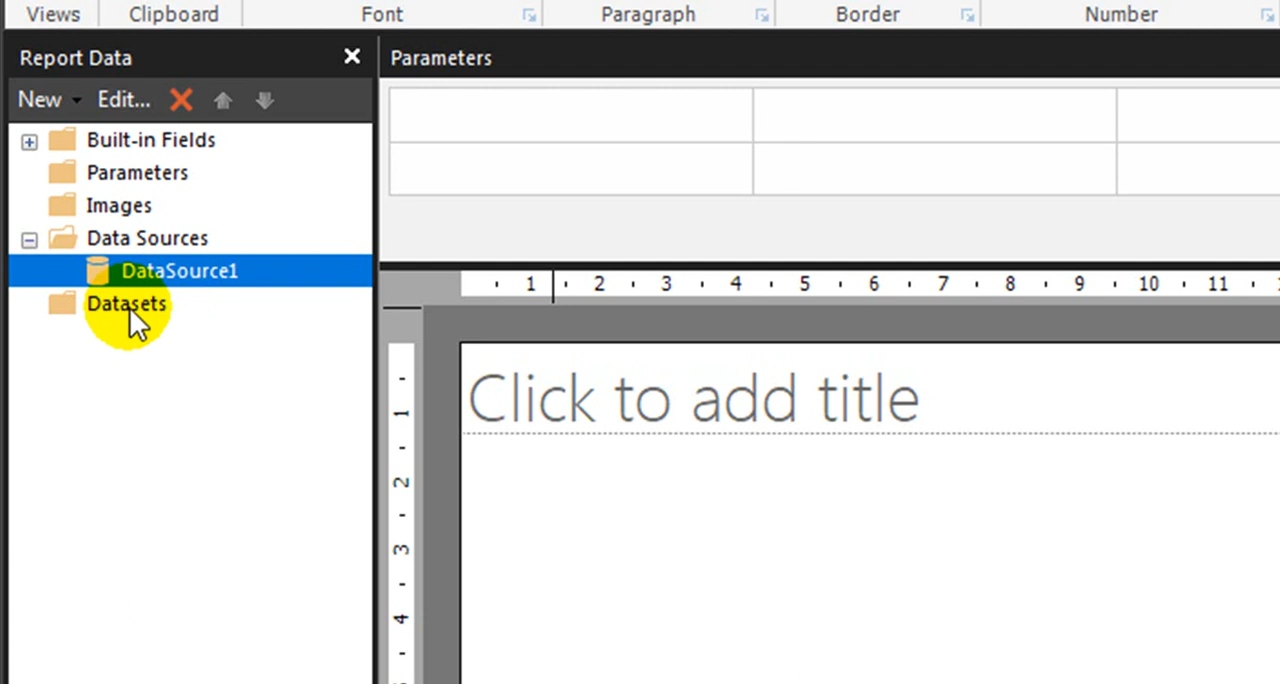 Views Clipboard Font Paragraph Border Number
Report Data
Parameters
New Edit...
Built-in Fields
Parameters
Images
Data Sources
DataSource1
Datasets
1 2 3 4 5 6 7 8 9 10 11
Click to add title
1
2
3
4